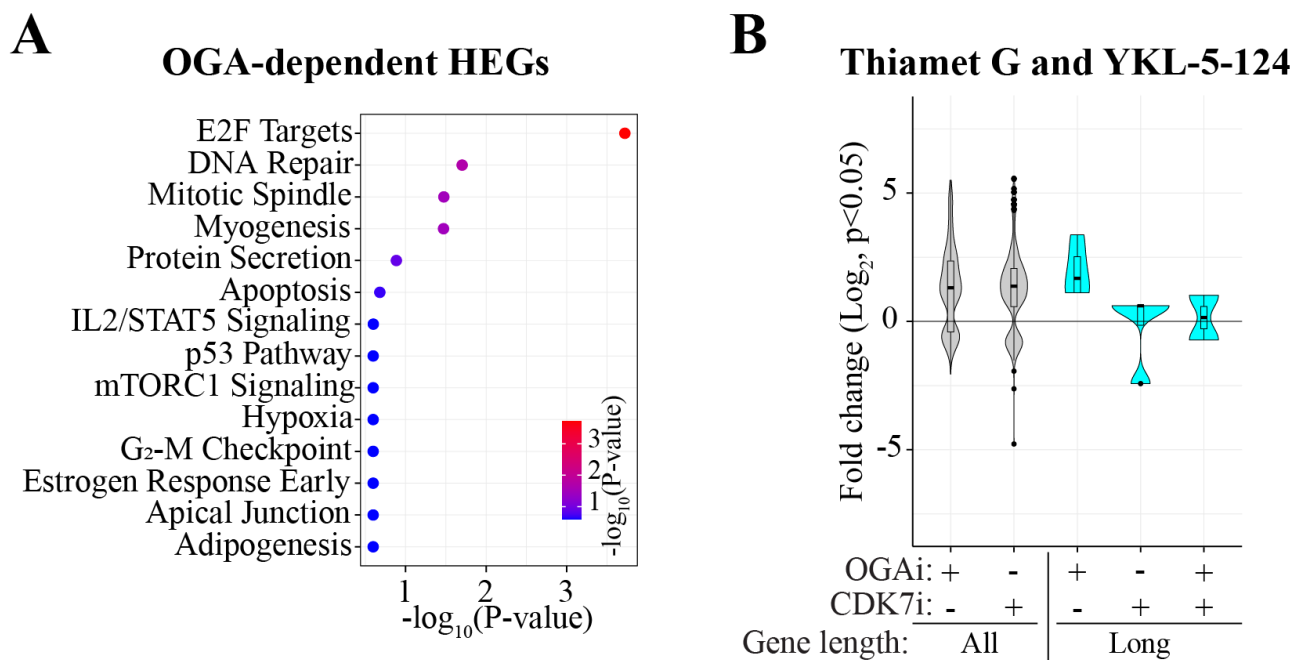 A
OGA-dependent HEGs
E2F Targets
DNA Repair
Mitotic Spindle
Myogenesis
Protein Secretion
Apoptosis
IL2/STAT5 Signaling
p53 Pathway
mTORC1 Signaling
Hypoxia
G₂-M Checkpoint
Estrogen Response Early
Apical Junction
Adipogenesis
1 2 3
-log₁₀(P-value)
3
2
1
-log₁₀(P-value)
B
Thiamet G and YKL-5-124
Fold change (Log₂, p<0.05)
5
0
-5
OGAi: + - + - +
CDK7i: - + - + +
Gene length: All Long